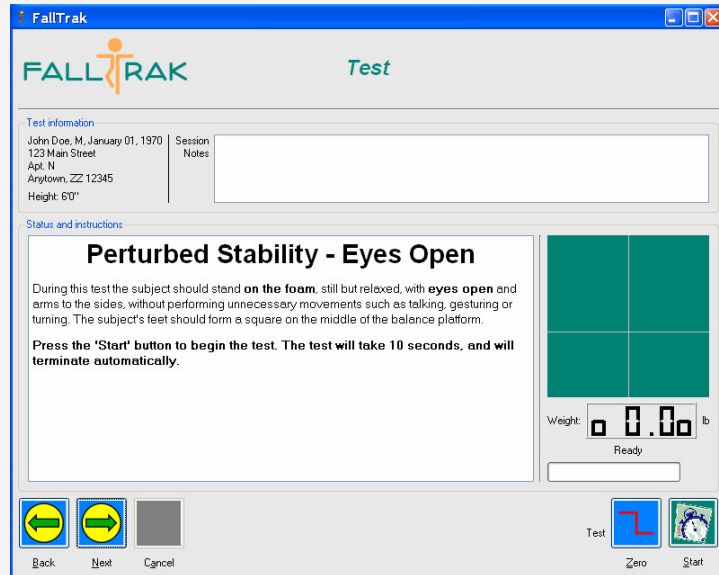 FallTrak
FALLTRAK
Test
Test information
John Doe, M, January 01, 1970
123 Main Street
Apt. N
Anytown, ZZ 12345
Height: 6'0''
Session
Notes
Status and instructions
Perturbed Stability - Eyes Open
During this test the subject should stand on the foam, still but relaxed, with eyes open and
arms to the sides, without performing unnecessary movements such as talking, gesturing or
turning. The subject's feet should form a square on the middle of the balance platform.
Press the 'Start' button to begin the test. The test will take 10 seconds, and will
terminate automatically.
Weight: o 0.0o lb
Ready
Test
Back Next Cancel Zero Start